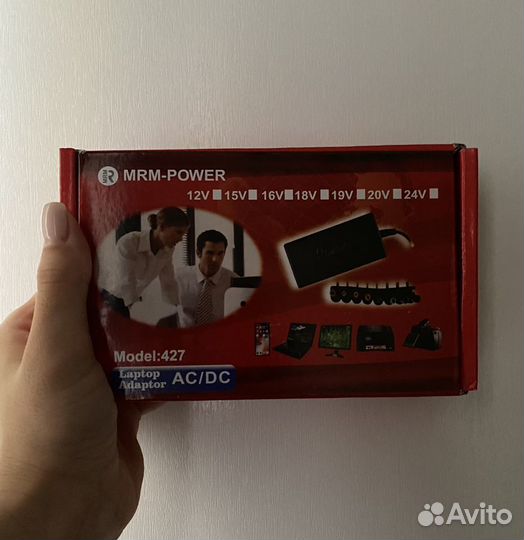 MRM-POWER
12V 15V 16V 18V 19V 20V 24V
Model:427
Laptop
Adaptor AC/DC
Avito